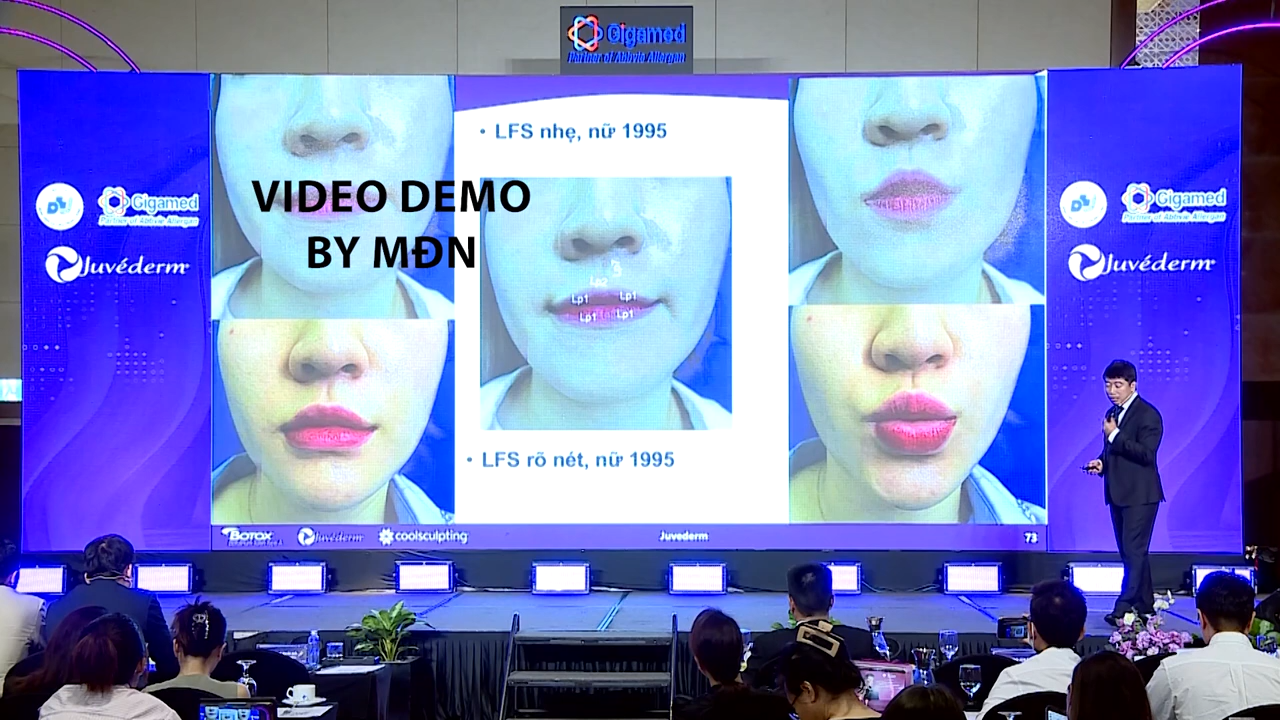 Gigamed
Partner of Abbvie Allergan
• LFS nhẹ, nữ 1995
VIDEO DEMO
BY MĐN
Gigamed
Partner of Abbvie Allergan
Juvéderm
Gigamed
Partner of Abbvie Allergan
Juvéderm
Lp2
Lp1
Lp1
Lp1
Lp1
• LFS rõ nét, nữ 1995
BOTOX
Juvéderm
coolsculpting
Juvederm
73